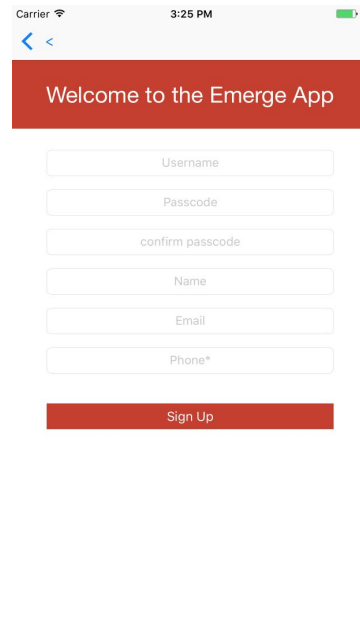 Carrier 3:25 PM
<
Welcome to the Emerge App
Username
Passcode
confirm passcode
Name
Email
Phone*
Sign Up